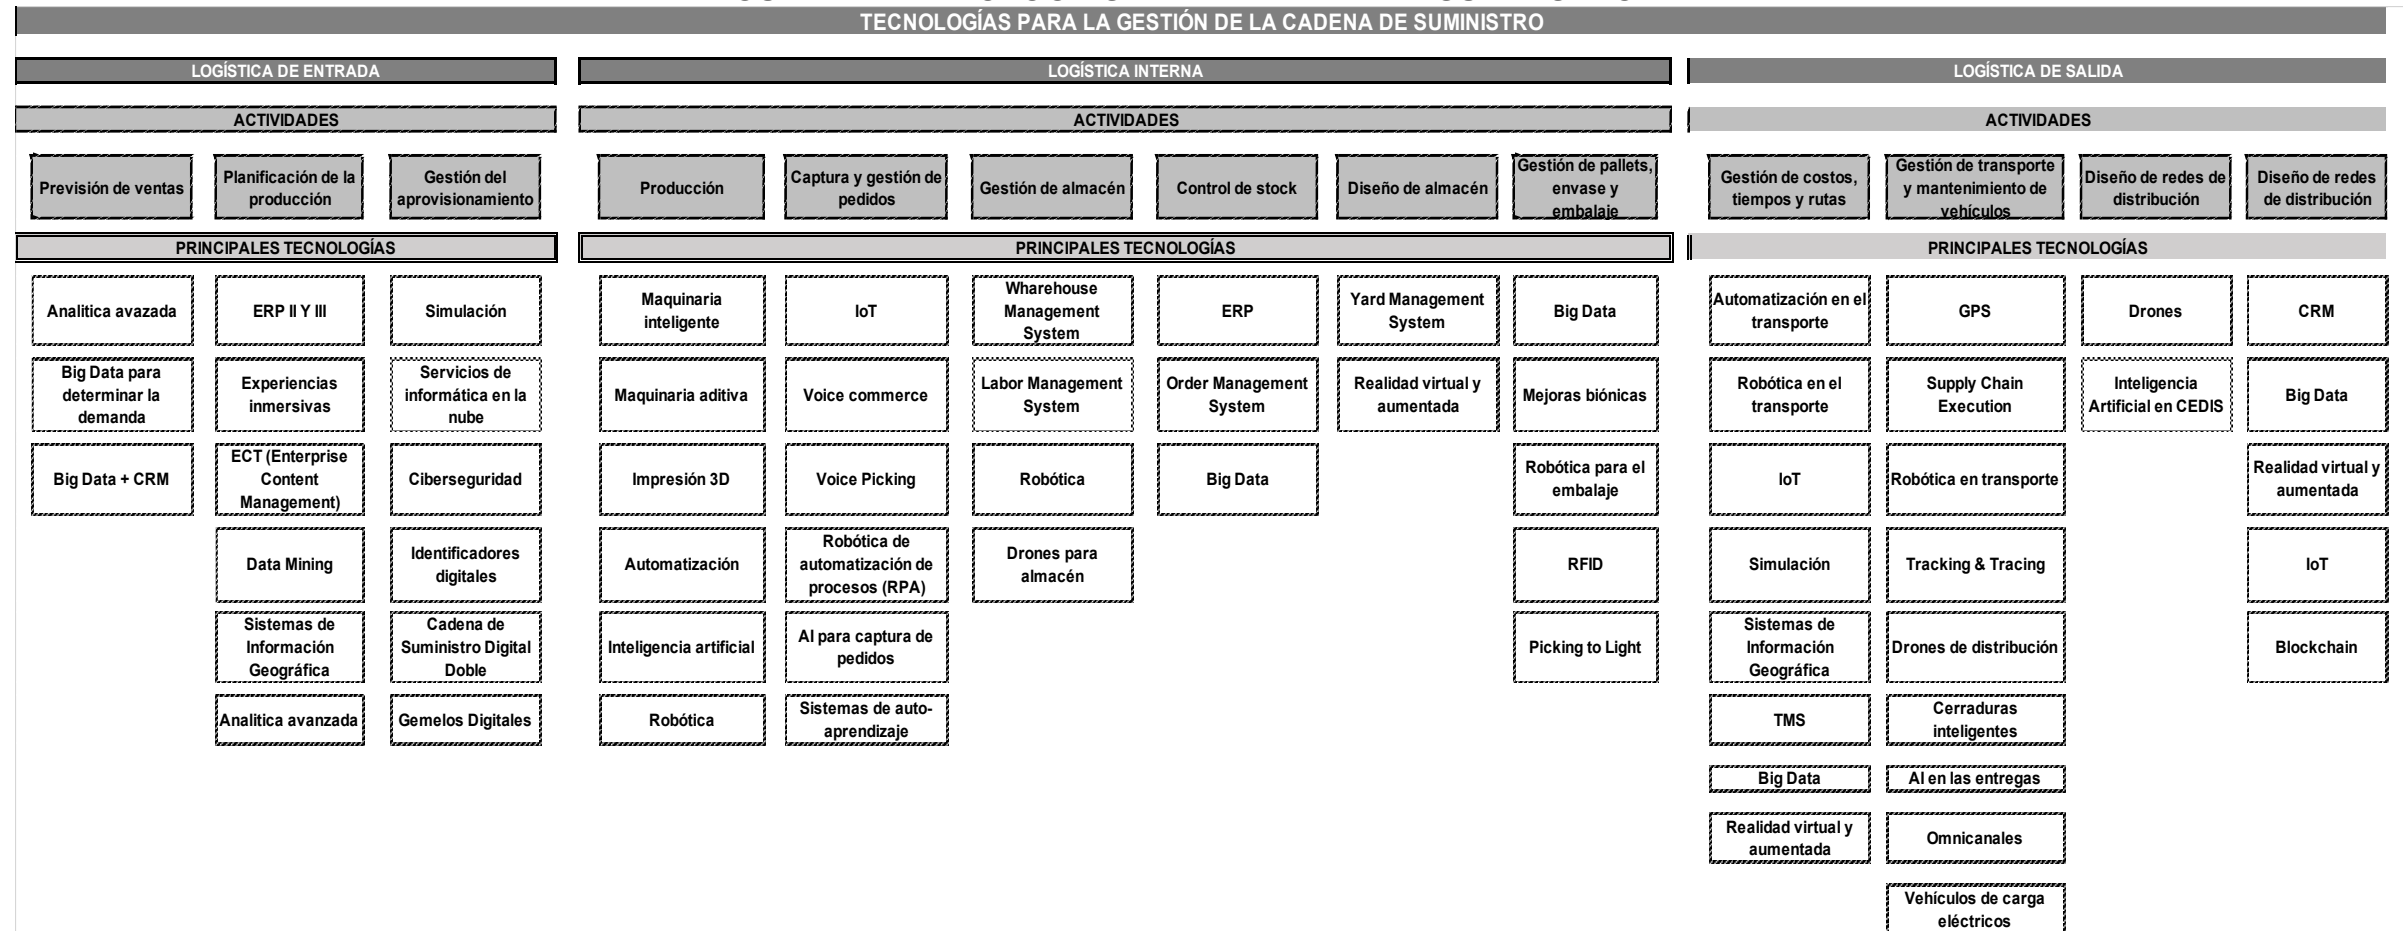 TECNOLOGÍAS PARA LA GESTIÓN DE LA CADENA DE SUMINISTRO
LOGÍSTICA DE ENTRADA
ACTIVIDADES
Previsión de ventas
Planificación de la
producción
Gestión del
aprovisionamiento
PRINCIPALES TECNOLOGÍAS
Analitica avazada
ERP II Y III
Simulación
Big Data para
determinar la
demanda
Experiencias
inmersivas
Servicios de
informática en la
nube
Big Data + CRM
ECT (Enterprise
Content
Management)
Ciberseguridad
Data Mining
Identificadores
digitales
Sistemas de
Información
Geográfica
Cadena de
Suministro Digital
Doble
Analitica avanzada
Gemelos Digitales
LOGÍSTICA INTERNA
ACTIVIDADES
Producción
Captura y gestión de
pedidos
Gestión de almacén
Control de stock
Diseño de almacén
Gestión de pallets,
envase y
embalaje
PRINCIPALES TECNOLOGÍAS
Maquinaria
inteligente
IoT
Wharehouse
Management
System
ERP
Yard Management
System
Big Data
Maquinaria aditiva
Voice commerce
Labor Management
System
Order Management
System
Realidad virtual y
aumentada
Mejoras biónicas
Impresión 3D
Voice Picking
Robótica
Big Data
Robótica para el
embalaje
Automatización
Robótica de
automatización de
procesos (RPA)
Drones para
almacén
RFID
Inteligencia artificial
AI para captura de
pedidos
Picking to Light
Robótica
Sistemas de auto-
aprendizaje
LOGÍSTICA DE SALIDA
ACTIVIDADES
Gestión de costos,
tiempos y rutas
Gestión de transporte
y mantenimiento de
vehículos
Diseño de redes de
distribución
Diseño de redes
de distribución
PRINCIPALES TECNOLOGÍAS
Automatización en el
transporte
GPS
Drones
CRM
Robótica en el
transporte
Supply Chain
Execution
Inteligencia
Artificial en CEDIS
Big Data
IoT
Robótica en transporte
Realidad virtual y
aumentada
Simulación
Tracking & Tracing
IoT
Sistemas de
Información
Geográfica
Drones de distribución
Blockchain
TMS
Cerraduras
inteligentes
Big Data
AI en las entregas
Realidad virtual y
aumentada
Omnicanales
Vehículos de carga
eléctricos